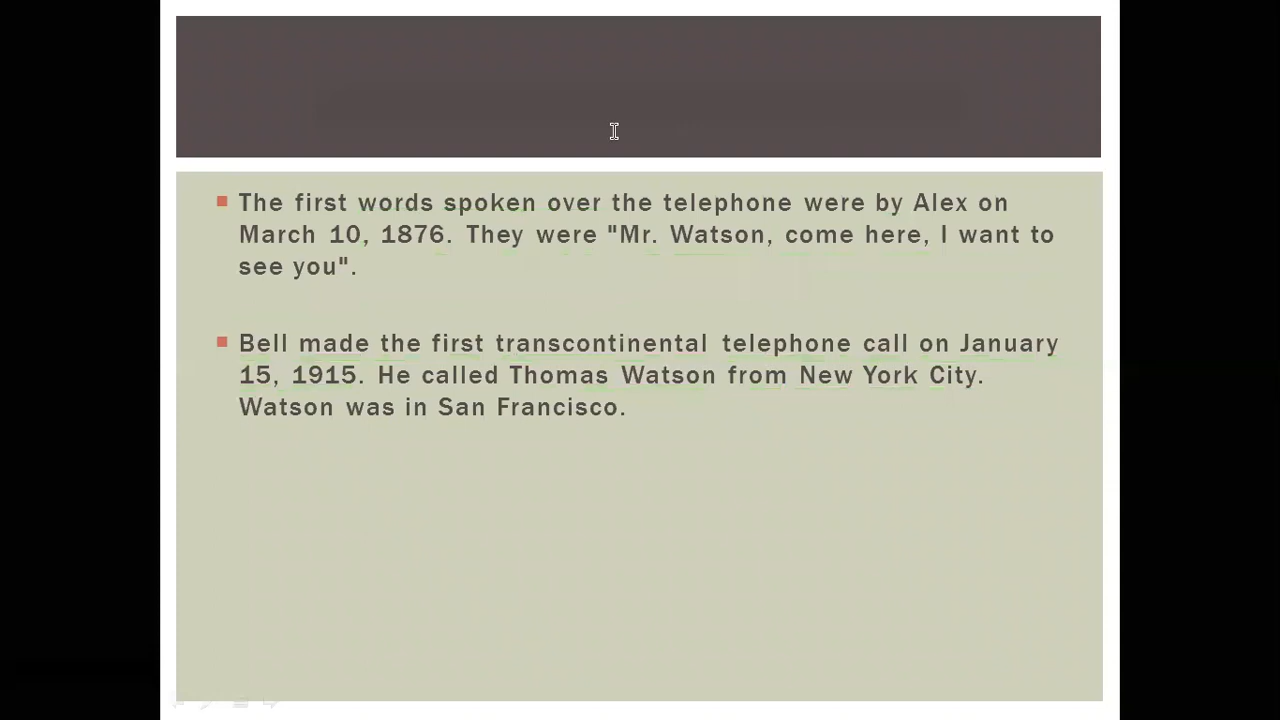 The first words spoken over the telephone were by Alex on
March 10, 1876. They were "Mr. Watson, come here, I want to
see you".
Bell made the first transcontinental telephone call on January
15, 1915. He called Thomas Watson from New York City.
Watson was in San Francisco.